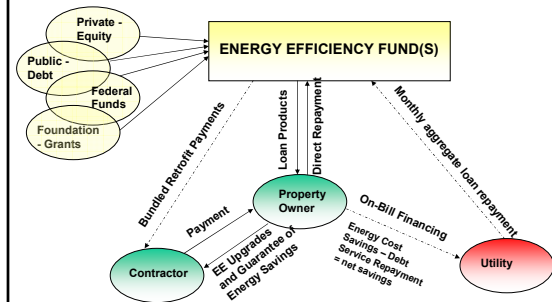 Private -
Equity
Public -
Debt
Federal
Funds
Foundation
- Grants
ENERGY EFFICIENCY FUND(S)
Bundled Retrofit Payments
Loan Products
Direct Repayment
Monthly aggregate loan repayment
Property
Owner
On-Bill Financing
Payment
EE Upgrades
and Guarantee of
Energy Savings
Energy Cost
Savings – Debt
Service Repayment
= net savings
Contractor
Utility